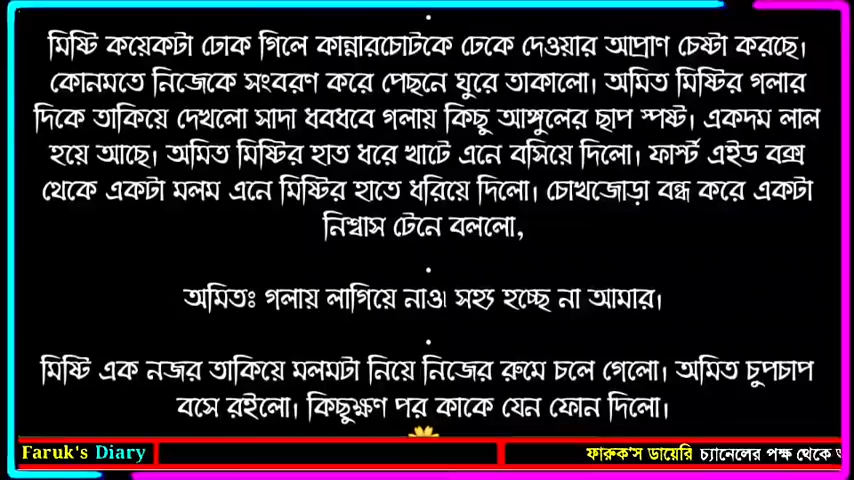 মিষ্টি কয়েকটা ঢোক গিলে কান্নারচোটকে ঢেকে দেওয়ার আপ্রাণ চেষ্টা করছে।
কোনমতে নিজেকে সংবরণ করে পেছনে ঘুরে তাকালো। অমিত মিষ্টির গলার
দিকে তাকিয়ে দেখলো সাদা ধবধবে গলায় কিছু আঙ্গুলের ছাপ স্পষ্ট। একদম লাল
হয়ে আছে। অমিত মিষ্টির হাত ধরে খাটে এনে বসিয়ে দিলো। ফার্স্ট এইড বক্স
থেকে একটা মলম এনে মিষ্টির হাতে ধরিয়ে দিলো। চোখজোড়া বন্ধ করে একটা
নিশ্বাস টেনে বললো,
অমিতঃ গলায় লাগিয়ে নাও। সহ্য হচ্ছে না আমার।
মিষ্টি এক নজর তাকিয়ে মলমটা নিয়ে নিজের রুমে চলে গেলো। অমিত চুপচাপ
বসে রইলো। কিছুক্ষণ পর কাকে যেন ফোন দিলো।
Faruk's Diary
ফারুক'স ডায়েরি চ্যানেলের পক্ষ থেকে